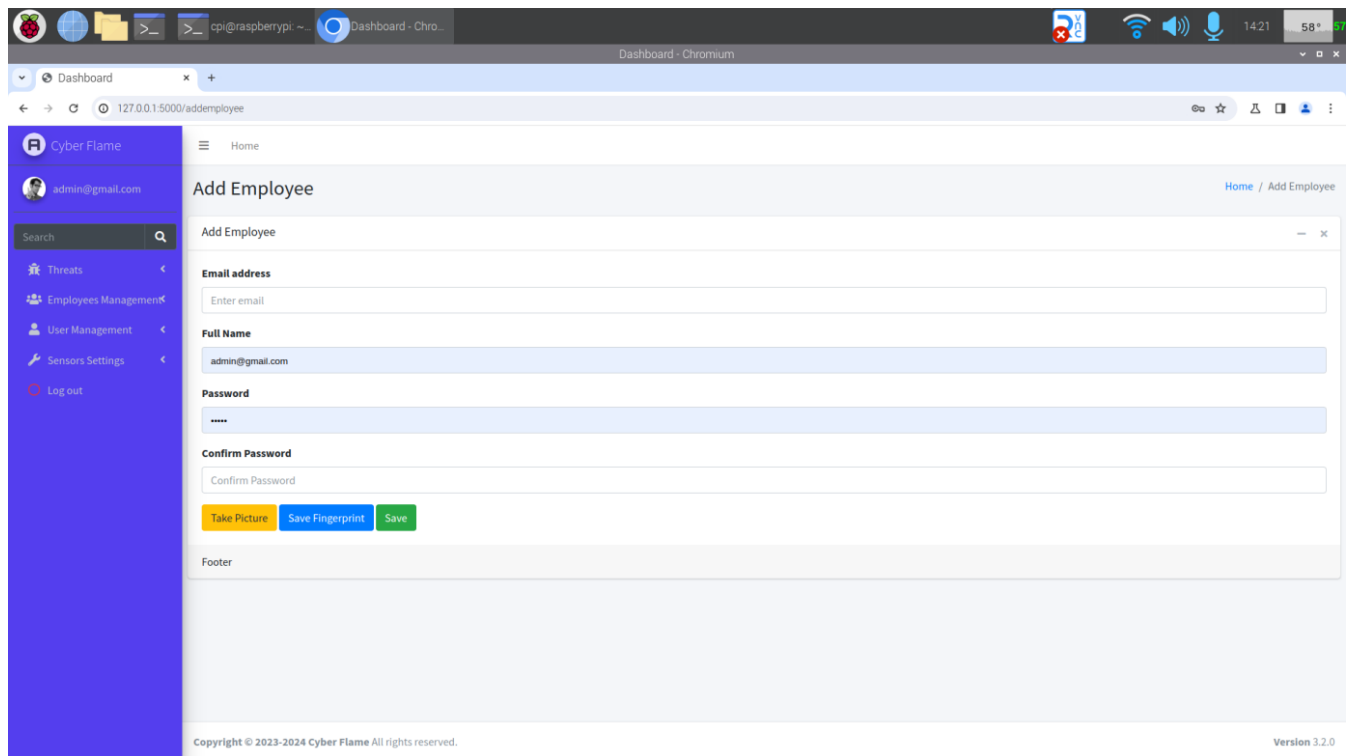 cpi@raspberrypi: ~... Dashboard - Chro... 14:21 58° 57
Dashboard - Chromium
Dashboard
127.0.0.1:5000/addemployee
Cyber Flame
Home
admin@gmail.com
Add Employee
Home / Add Employee
Search
Add Employee
Threats
Email address
Enter email
Employees Management
User Management
Full Name
Sensors Settings
admin@gmail.com
Log out
Password
•••••
Confirm Password
Confirm Password
Take Picture Save Fingerprint Save
Footer
Copyright © 2023-2024 Cyber Flame All rights reserved. Version 3.2.0